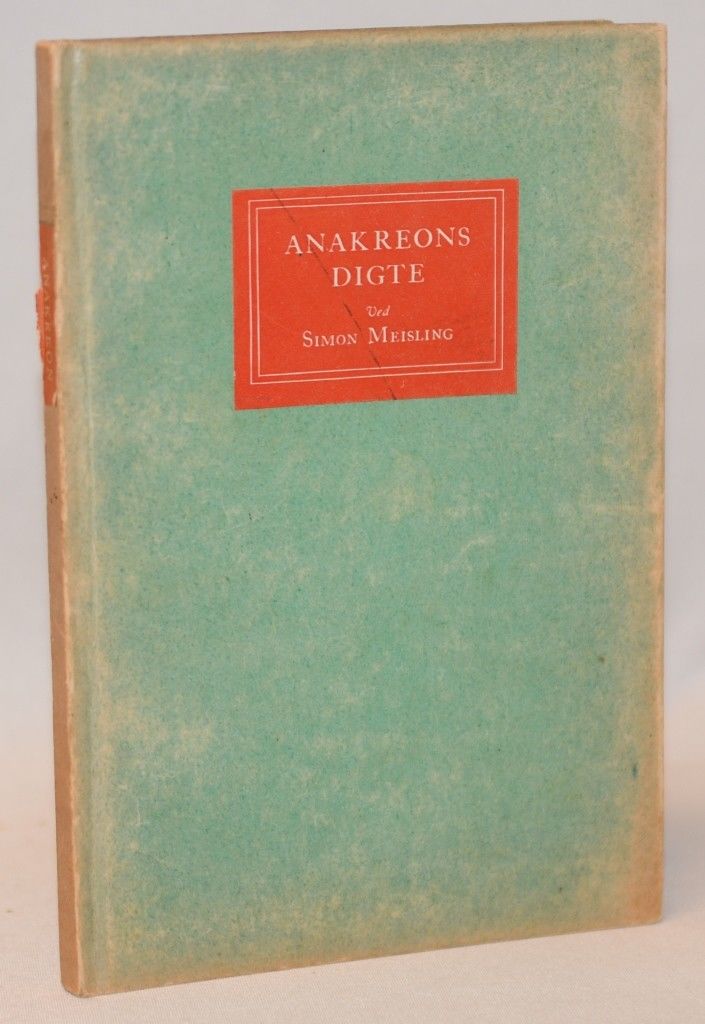 ANAKREONS
DIGTE
Ved
SIMON MEISLING
ANAKREON